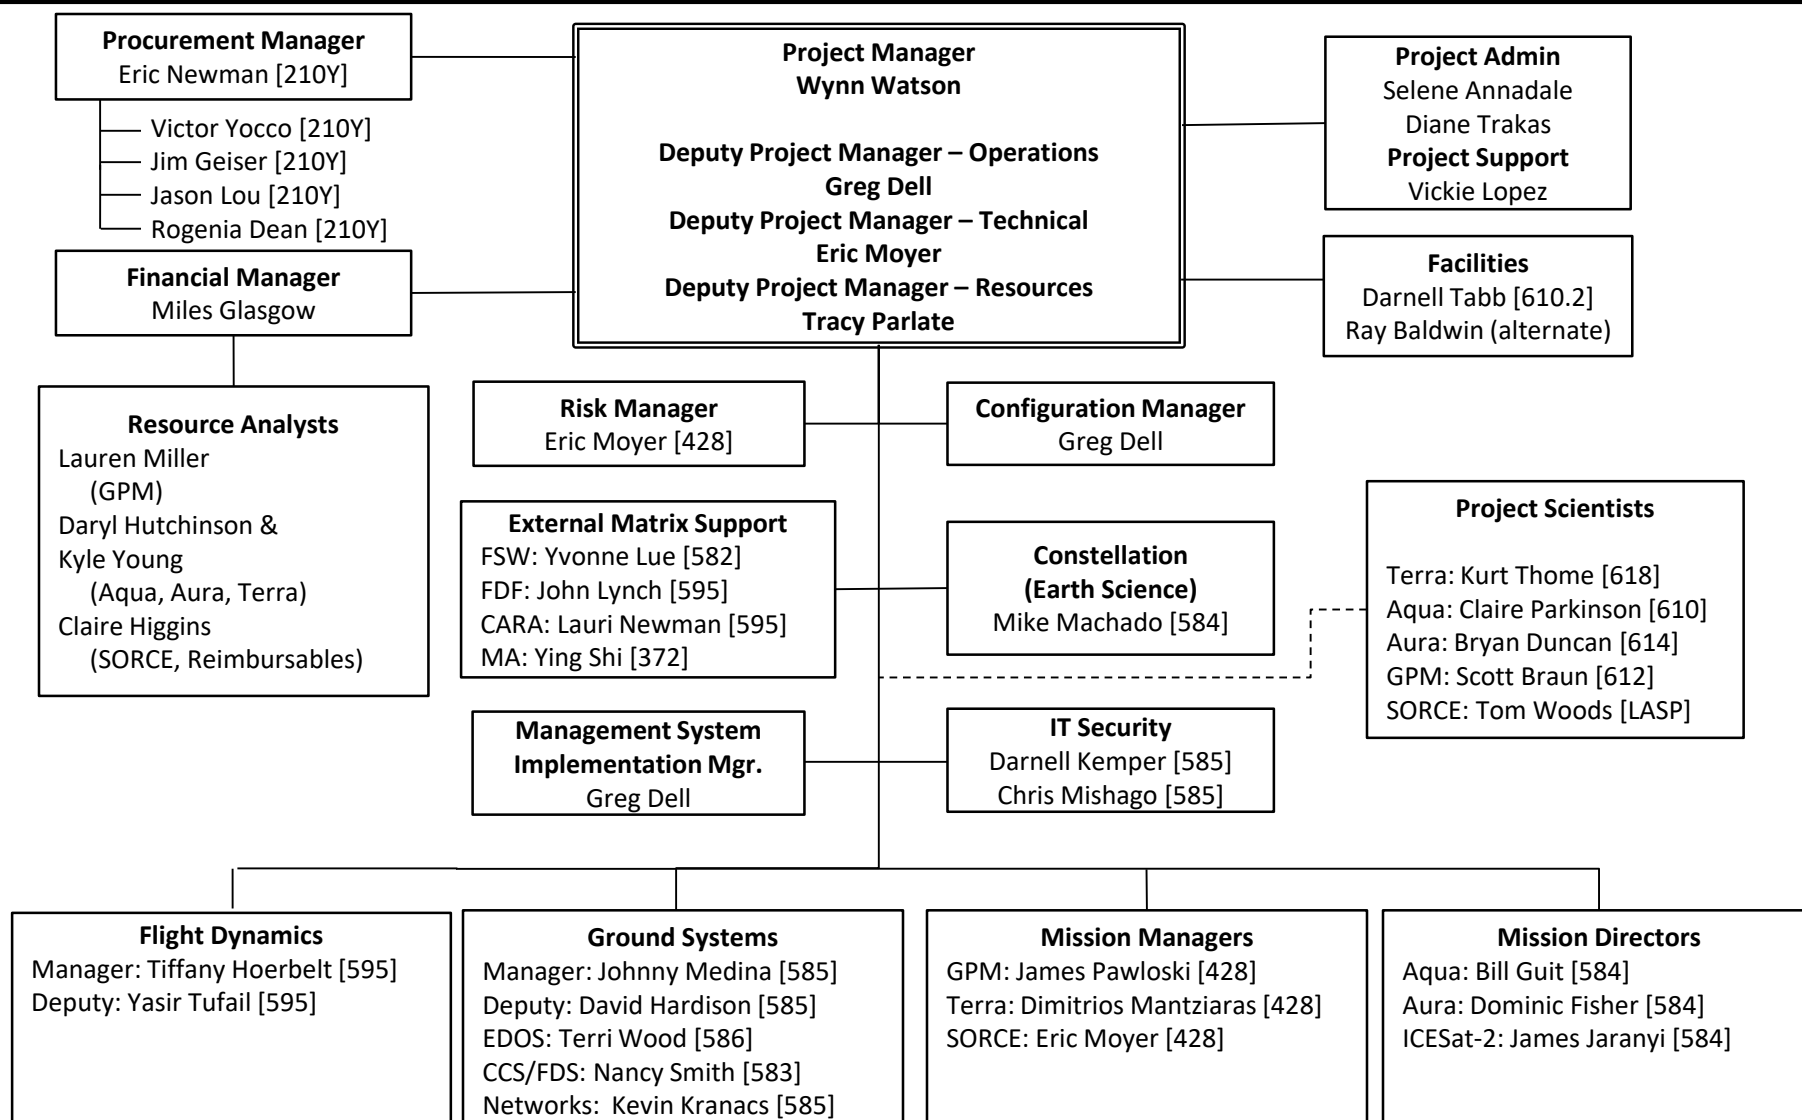 Procurement Manager
Eric Newman [210Y]
Victor Yocco [210Y]
Jim Geiser [210Y]
Jason Lou [210Y]
Rogenia Dean [210Y]
Financial Manager
Miles Glasgow
Resource Analysts
Lauren Miller
(GPM)
Daryl Hutchinson &
Kyle Young
(Aqua, Aura, Terra)
Claire Higgins
(SORCE, Reimbursables)
Project Manager
Wynn Watson
Deputy Project Manager – Operations
Greg Dell
Deputy Project Manager – Technical
Eric Moyer
Deputy Project Manager – Resources
Tracy Parlate
Project Admin
Selene Annadale
Diane Trakas
Project Support
Vickie Lopez
Facilities
Darnell Tabb [610.2]
Ray Baldwin (alternate)
Risk Manager
Eric Moyer [428]
Configuration Manager
Greg Dell
External Matrix Support
FSW: Yvonne Lue [582]
FDF: John Lynch [595]
CARA: Lauri Newman [595]
MA: Ying Shi [372]
Constellation
(Earth Science)
Mike Machado [584]
Project Scientists
Terra: Kurt Thome [618]
Aqua: Claire Parkinson [610]
Aura: Bryan Duncan [614]
GPM: Scott Braun [612]
SORCE: Tom Woods [LASP]
Management System
Implementation Mgr.
Greg Dell
IT Security
Darnell Kemper [585]
Chris Mishago [585]
Flight Dynamics
Manager: Tiffany Hoerbelt [595]
Deputy: Yasir Tufail [595]
Ground Systems
Manager: Johnny Medina [585]
Deputy: David Hardison [585]
EDOS: Terri Wood [586]
CCS/FDS: Nancy Smith [583]
Networks: Kevin Kranacs [585]
Mission Managers
GPM: James Pawloski [428]
Terra: Dimitrios Mantziaras [428]
SORCE: Eric Moyer [428]
Mission Directors
Aqua: Bill Guit [584]
Aura: Dominic Fisher [584]
ICESat-2: James Jaranyi [584]